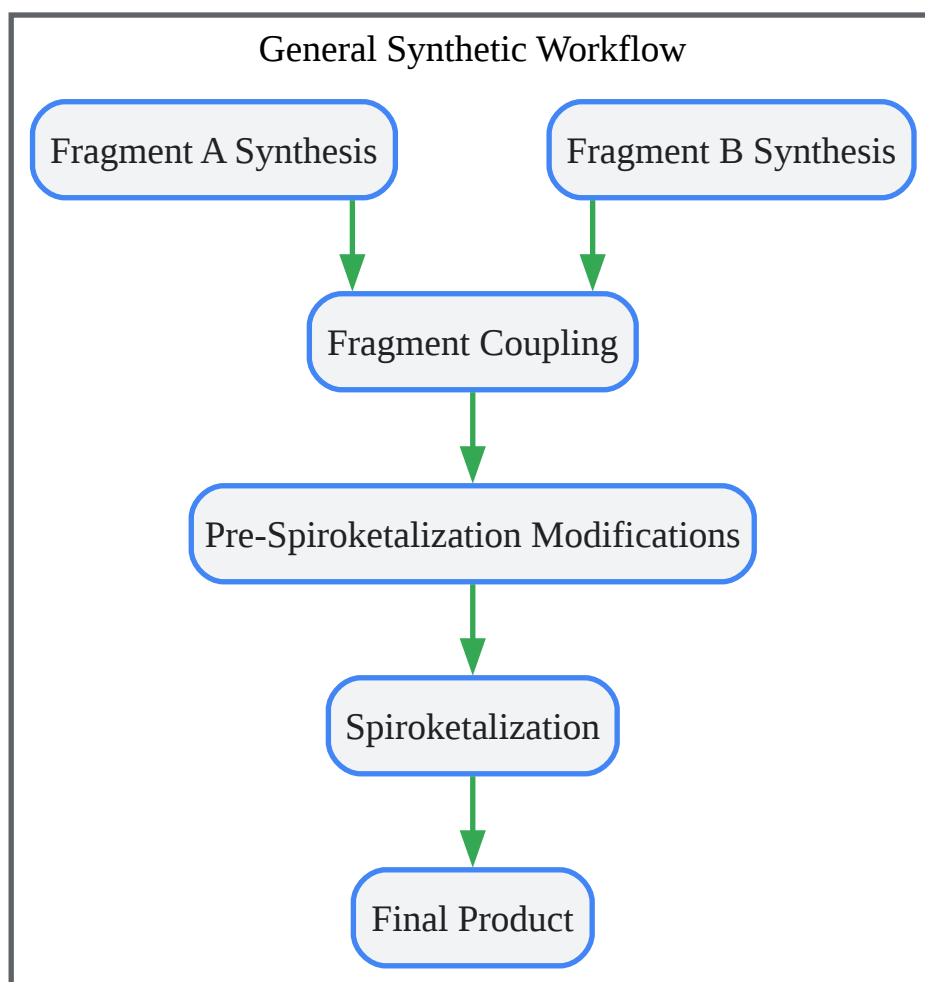 General Synthetic Workflow
Fragment A Synthesis
Fragment B Synthesis
Fragment Coupling
Pre-Spiroketalization Modifications
Spiroketalization
Final Product